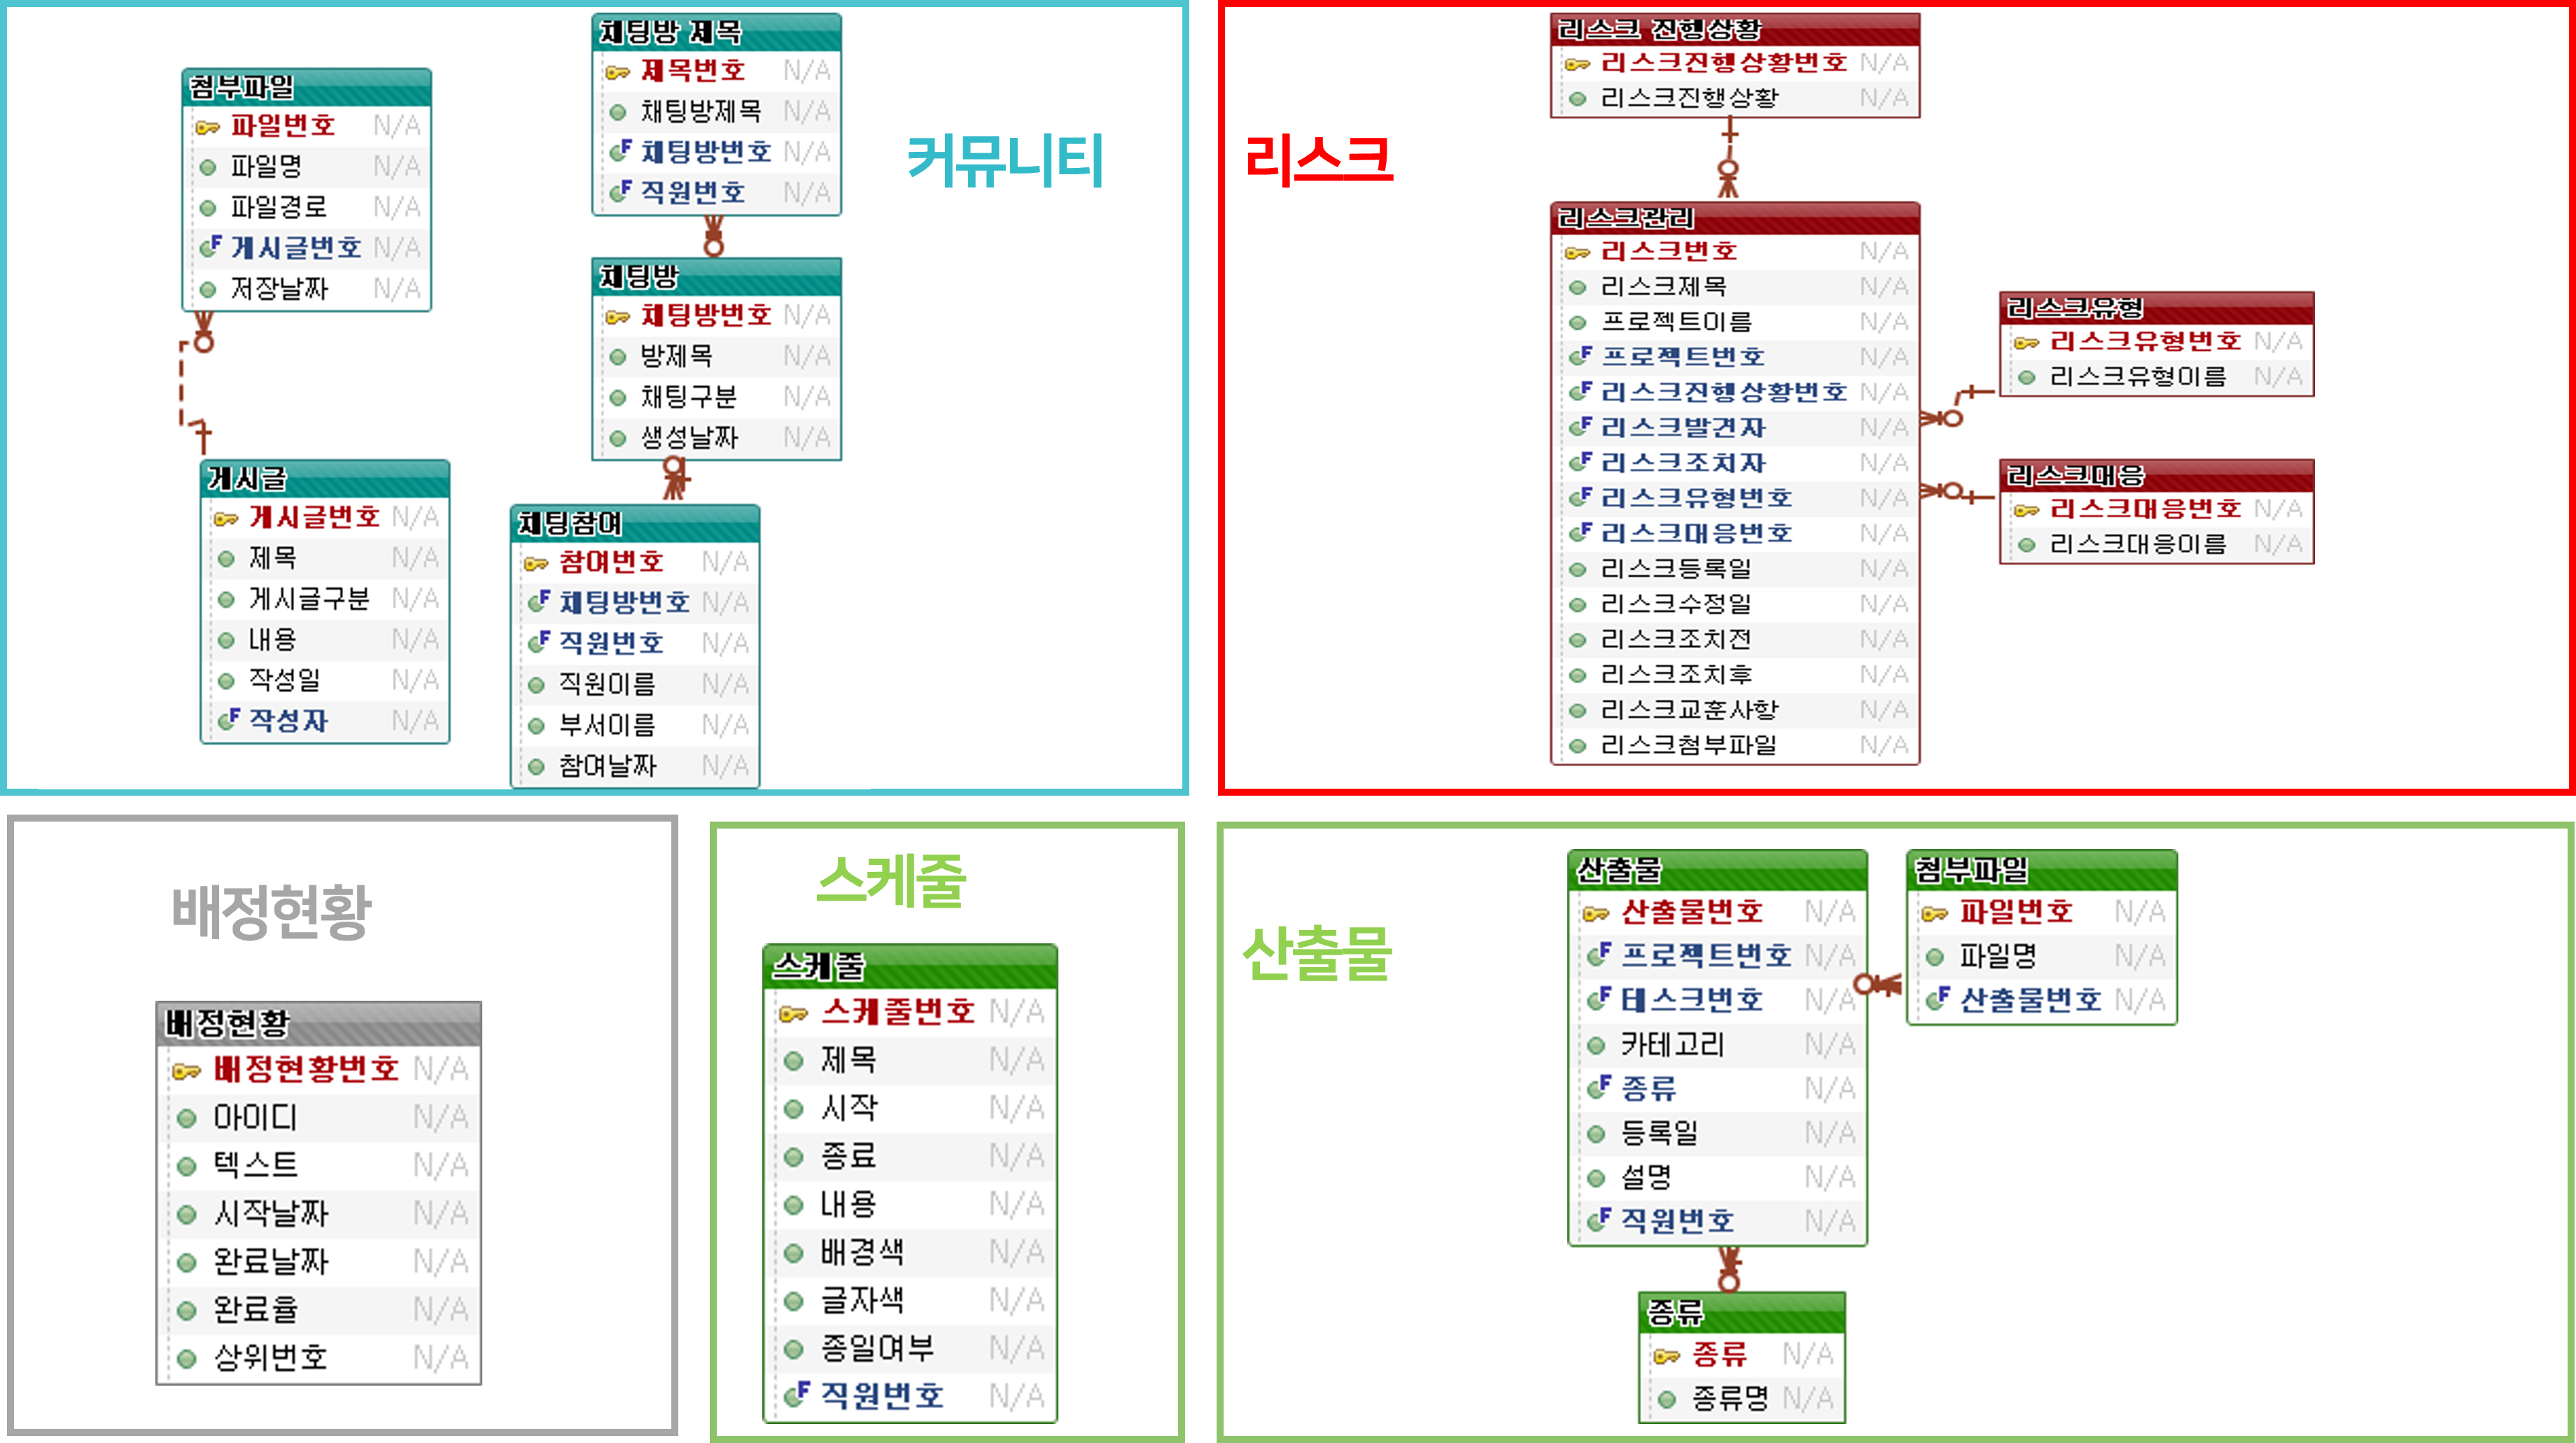 커뮤니티
첨부파일
파일번호 N/A
파일명 N/A
파일경로 N/A
게시글번호 N/A
저장날짜 N/A
게시글
게시글번호 N/A
제목 N/A
게시글구분 N/A
내용 N/A
작성일 N/A
작성자 N/A
채팅방 제목
제목번호 N/A
채팅방제목 N/A
채팅방번호 N/A
직원번호 N/A
채팅방
채팅방번호 N/A
방제목 N/A
채팅구분 N/A
생성날짜 N/A
채팅참여
참여번호 N/A
채팅방번호 N/A
직원번호 N/A
직원이름 N/A
부서이름 N/A
참여날짜 N/A
리스크
리스크 진행상황
리스크진행상황번호 N/A
리스크진행상황 N/A
리스크관리
리스크번호 N/A
리스크제목 N/A
프로젝트이름 N/A
프로젝트번호 N/A
리스크진행상황번호 N/A
리스크발견자 N/A
리스크조치자 N/A
리스크유형번호 N/A
리스크대응번호 N/A
리스크등록일 N/A
리스크수정일 N/A
리스크조치전 N/A
리스크조치후 N/A
리스크교훈사항 N/A
리스크첨부파일 N/A
리스크유형
리스크유형번호 N/A
리스크유형이름 N/A
리스크대응
리스크대응번호 N/A
리스크대응이름 N/A
배정현황
배정현황
배정현황번호 N/A
아이디 N/A
텍스트 N/A
시작날짜 N/A
완료날짜 N/A
완료율 N/A
상위번호 N/A
스케줄
스케줄
스케줄번호 N/A
제목 N/A
시작 N/A
종료 N/A
내용 N/A
배경색 N/A
글자색 N/A
종일여부 N/A
직원번호 N/A
산출물
산출물
산출물번호 N/A
프로젝트번호 N/A
테스크번호 N/A
카테고리 N/A
종류 N/A
등록일 N/A
설명 N/A
직원번호 N/A
첨부파일
파일번호 N/A
파일명 N/A
산출물번호 N/A
종류
종류 N/A
종류명 N/A